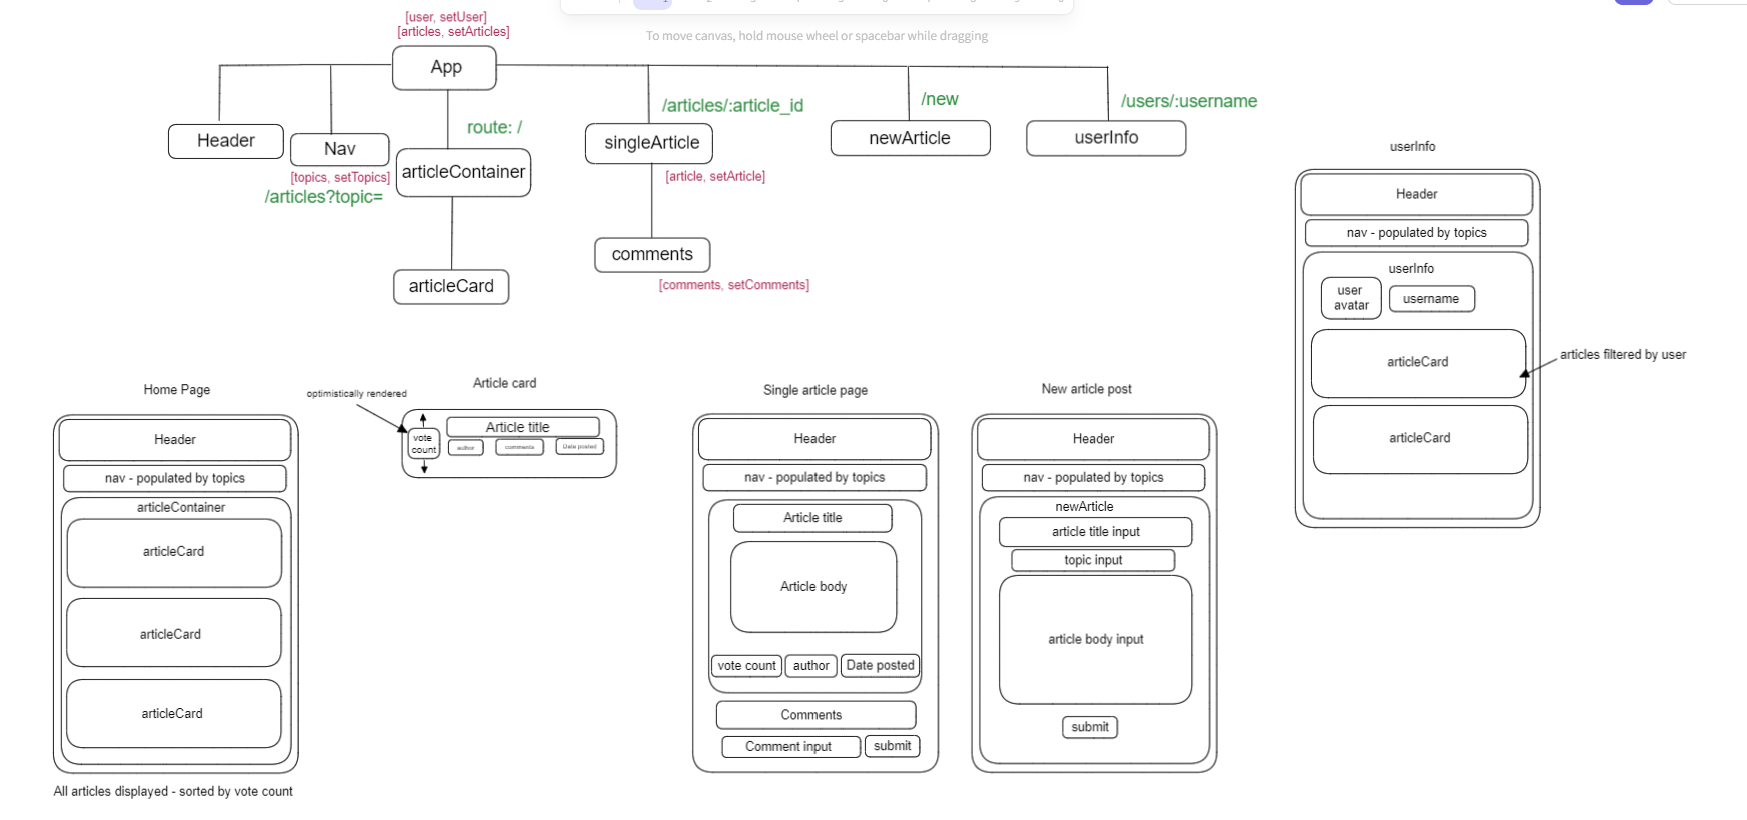 [user, setUser]
[articles, setArticles]
To move canvas, hold mouse wheel or spacebar while dragging
App
/articles/:article_id
/new
/users/:username
Header
Nav
route: /
singleArticle
newArticle
userInfo
[topics, setTopics]
/articles?topic=
articleContainer
[article, setArticle]
comments
[comments, setComments]
articleCard
userInfo
Header
nav - populated by topics
userInfo
user
avatar
username
articleCard
articles filtered by user
articleCard
Home Page
Header
nav - populated by topics
articleContainer
articleCard
articleCard
articleCard
All articles displayed - sorted by vote count
optimistically rendered
Article card
vote
count
Article title
author
comments
Date posted
Single article page
Header
nav - populated by topics
Article title
Article body
vote count
author
Date posted
Comments
Comment input
submit
New article post
Header
nav - populated by topics
newArticle
article title input
topic input
article body input
submit